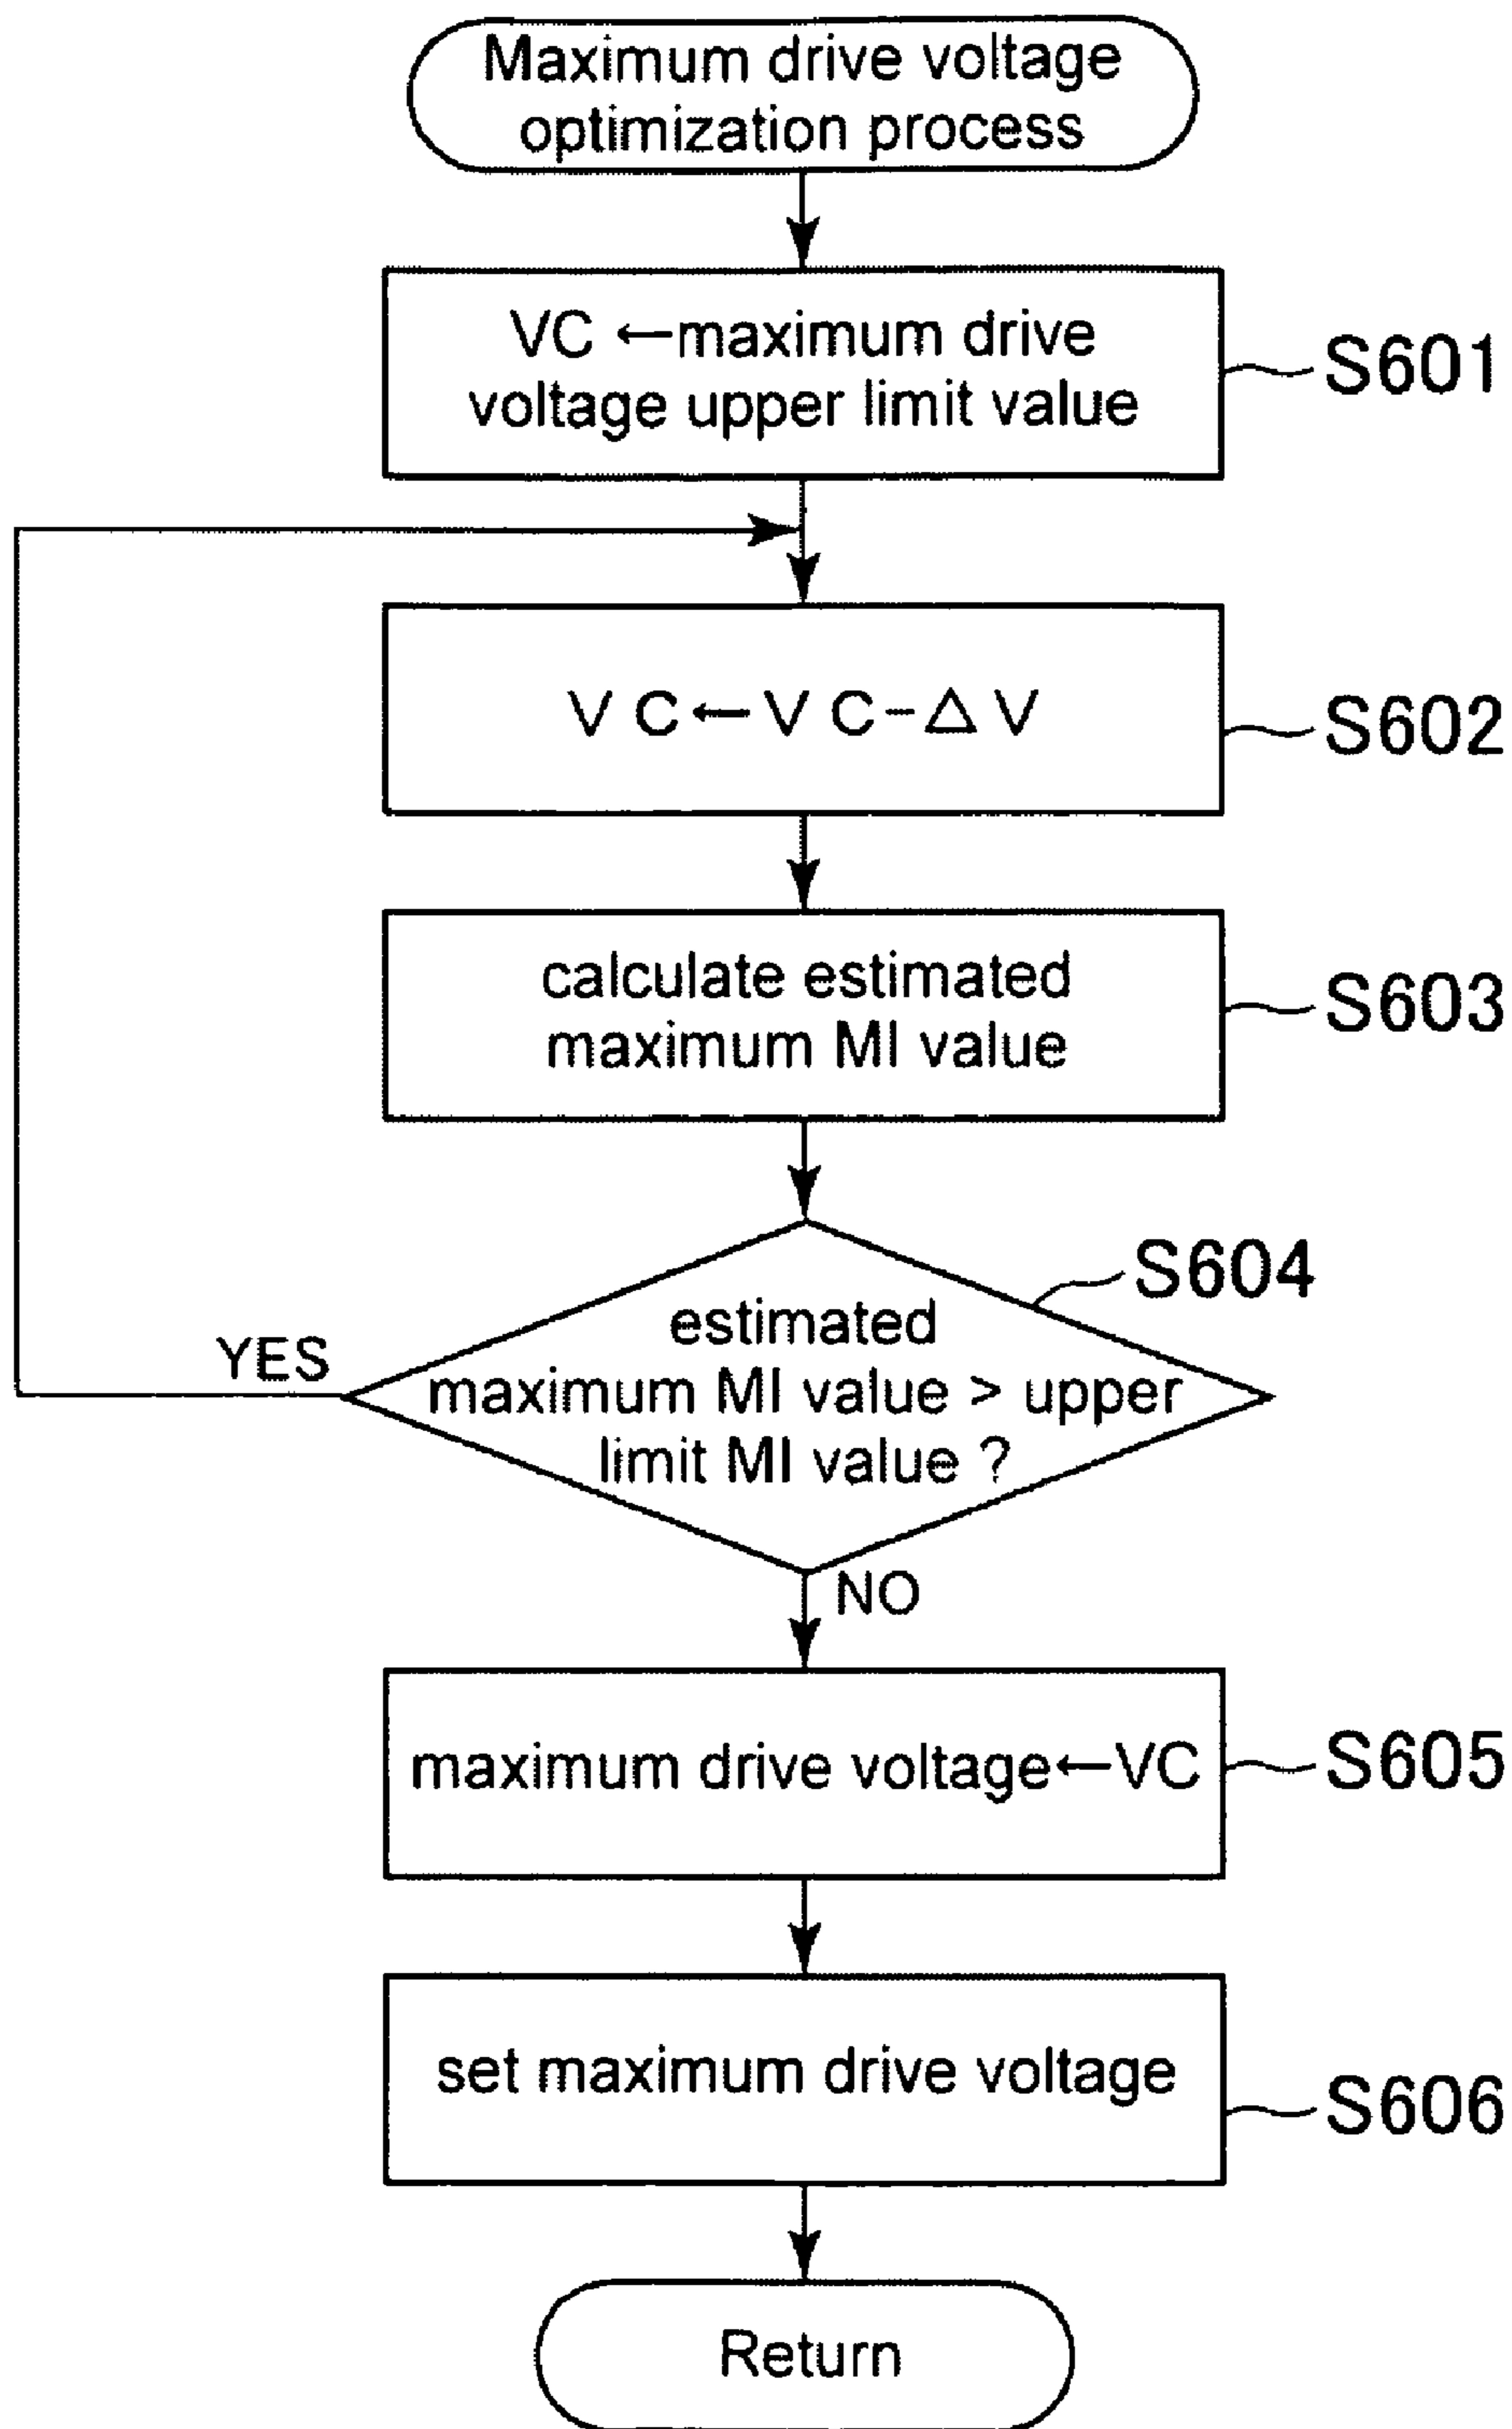 Maximum drive voltage
optimization process
VC ←maximum drive
voltage upper limit value
S601
V C←V C-△ V
S602
calculate estimated
maximum MI value
S603
S604
estimated
maximum MI value > upper
limit MI value ?
YES
NO
maximum drive voltage←VC
S605
set maximum drive voltage
S606
Return